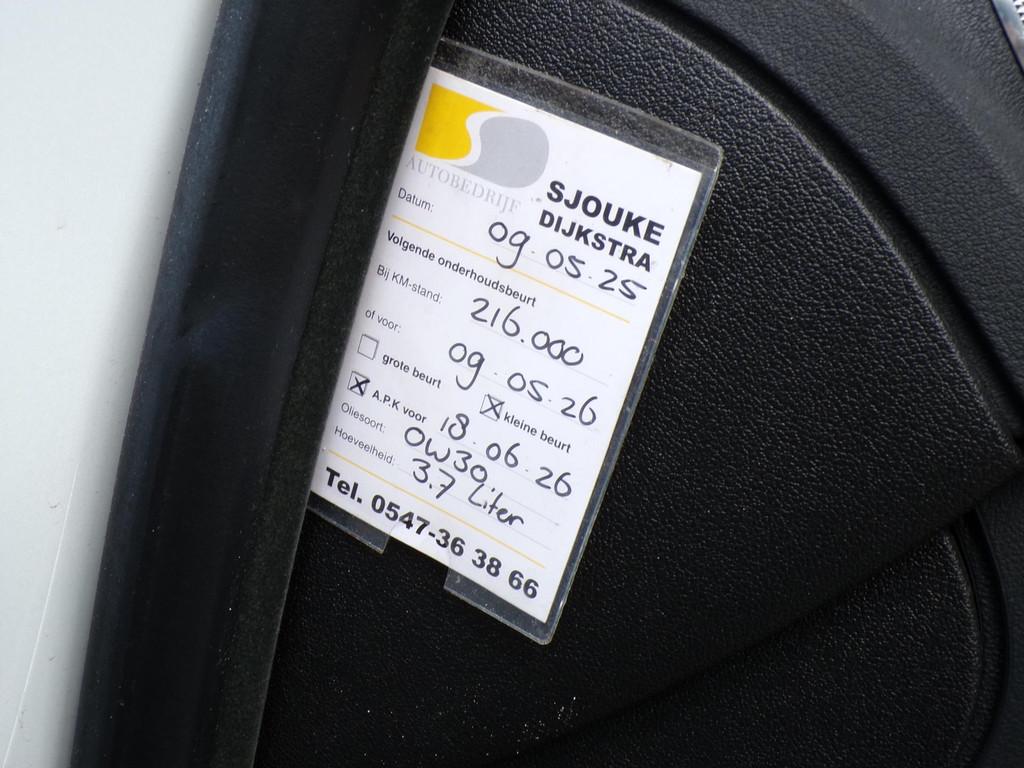 AUTOBEDRIJF
SJOUKE
DIJKSTRA
Datum: 09.05.25
Volgende onderhoudsbeurt
Bij KM-stand: 216.000
of voor: 09.05.26
grote beurt kleine beurt
A.P.K voor 18.06.26
Oliesoort: 0W30.
Hoeveelheid: 3.7 Liter
Tel. 0547-36 38 66